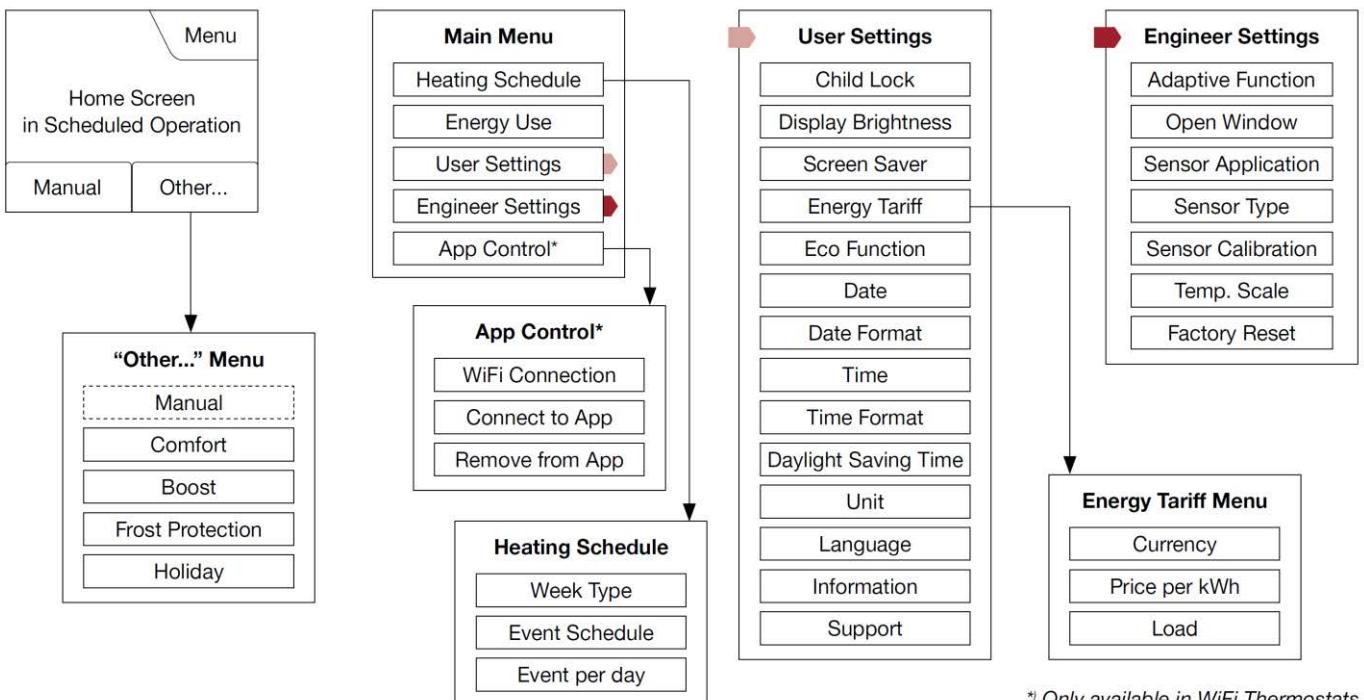 Menu
Home Screen
in Scheduled Operation
Manual
Other...
“Other...” Menu
Manual
Comfort
Boost
Frost Protection
Holiday
Main Menu
Heating Schedule
Energy Use
User Settings
Engineer Settings
App Control*
App Control*
WiFi Connection
Connect to App
Remove from App
Heating Schedule
Week Type
Event Schedule
Event per day
User Settings
Child Lock
Display Brightness
Screen Saver
Energy Tariff
Eco Function
Date
Date Format
Time
Time Format
Daylight Saving Time
Unit
Language
Information
Support
Engineer Settings
Adaptive Function
Open Window
Sensor Application
Sensor Type
Sensor Calibration
Temp. Scale
Factory Reset
Energy Tariff Menu
Currency
Price per kWh
Load
*) Only available in WiFi Thermostats